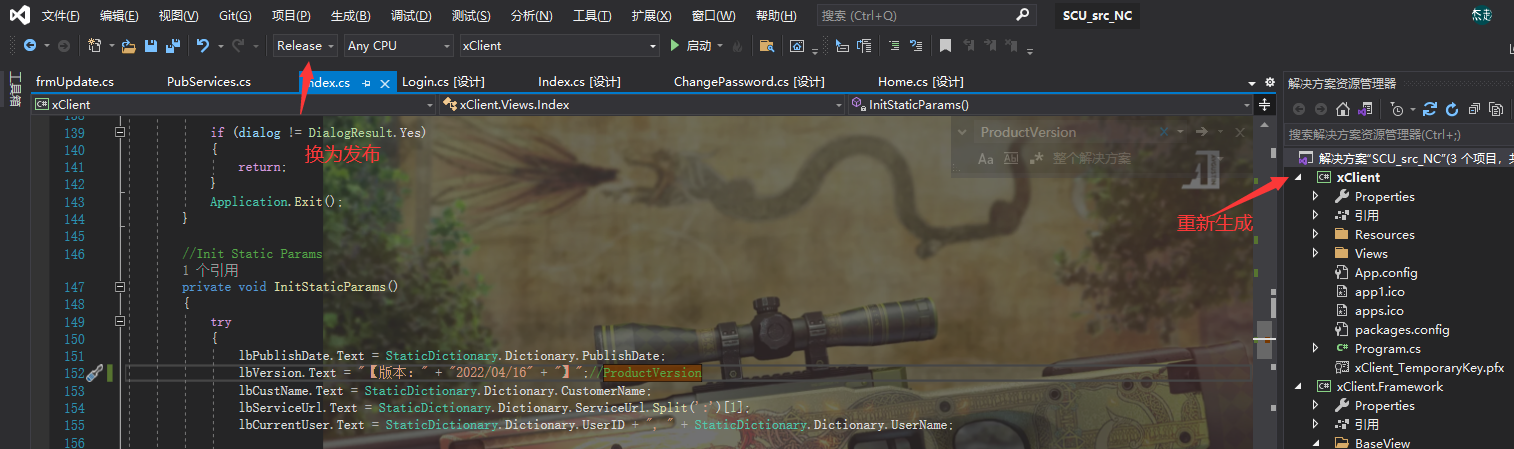 文件(F) 编辑(E) 视图(V) Git(G) 项目(P) 生成(B) 调试(D) 测试(S) 分析(N) 工具(T) 扩展(X) 窗口(W) 帮助(H) 搜索 (Ctrl+Q) SCU_src_NC
Release Any CPU xClient 启动
工具箱
frmUpdate.cs PubServices.cs Index.cs Login.cs [设计] Index.cs [设计] ChangePassword.cs [设计] Home.cs [设计]
xClient xClient.Views.Index InitStaticParams()
ProductVersion
Aa Ab 整个解决方案
139 if (dialog != DialogResult.Yes)
140 {
141 return;
142 }
143 Application.Exit();
144 }
145
146 //Init Static Params
1 个引用
147 private void InitStaticParams()
148 {
149 try
150 {
151 lbPublishDate.Text = StaticDictionary.Dictionary.PublishDate;
152 lbVersion.Text = "【版本：" + "2022/04/16" + "】";//ProductVersion
153 lbCustName.Text = StaticDictionary.Dictionary.CustomerName;
154 lbServiceUrl.Text = StaticDictionary.Dictionary.ServiceUrl.Split(':')[1];
155 lbCurrentUser.Text = StaticDictionary.Dictionary.UserID + ", " + StaticDictionary.Dictionary.UserName;
156
换为发布
重新生成
解决方案资源管理器
搜索解决方案资源管理器(Ctrl+;)
解决方案"SCU_src_NC"(3 个项目，共
xClient
Properties
引用
Resources
Views
App.config
app1.ico
apps.ico
packages.config
Program.cs
xClient_TemporaryKey.pfx
xClient.Framework
Properties
引用
BaseView